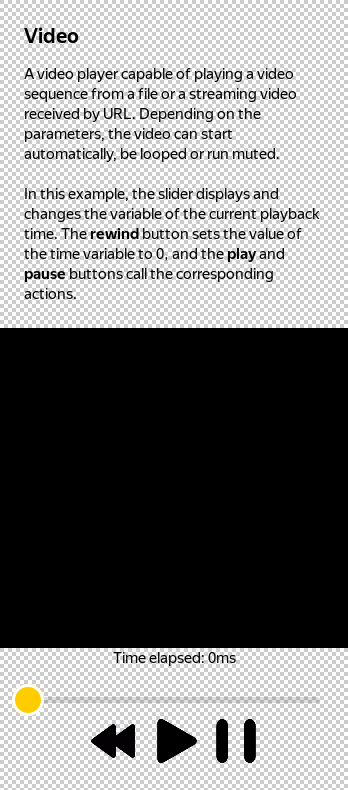 Video
A video player capable of playing a video
sequence from a file or a streaming video
received by URL. Depending on the
parameters, the video can start
automatically, be looped or run muted.
In this example, the slider displays and
changes the variable of the current playback
time. The rewind button sets the value of
the time variable to 0, and the play and
pause buttons call the corresponding
actions.
Time elapsed: 0ms